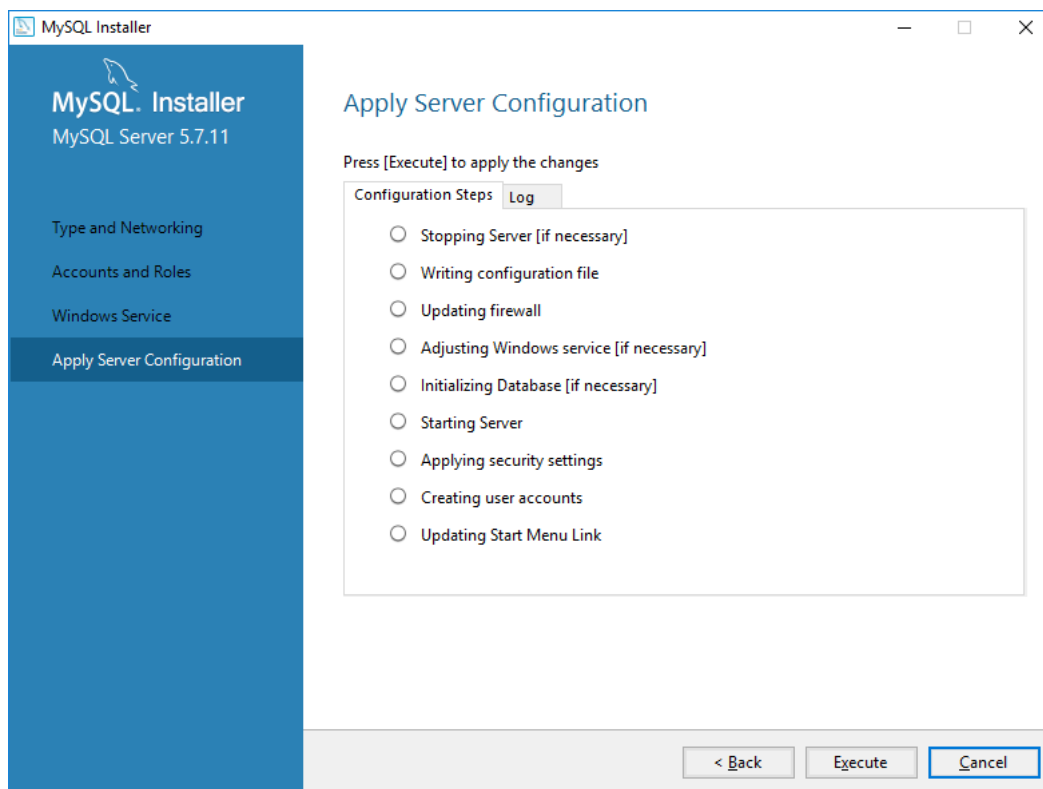 MySQL Installer
MySQL. Installer
MySQL Server 5.7.11
Type and Networking
Accounts and Roles
Windows Service
Apply Server Configuration
Apply Server Configuration
Press [Execute] to apply the changes
Configuration Steps Log
Stopping Server [if necessary]
Writing configuration file
Updating firewall
Adjusting Windows service [if necessary]
Initializing Database [if necessary]
Starting Server
Applying security settings
Creating user accounts
Updating Start Menu Link
< Back Execute Cancel